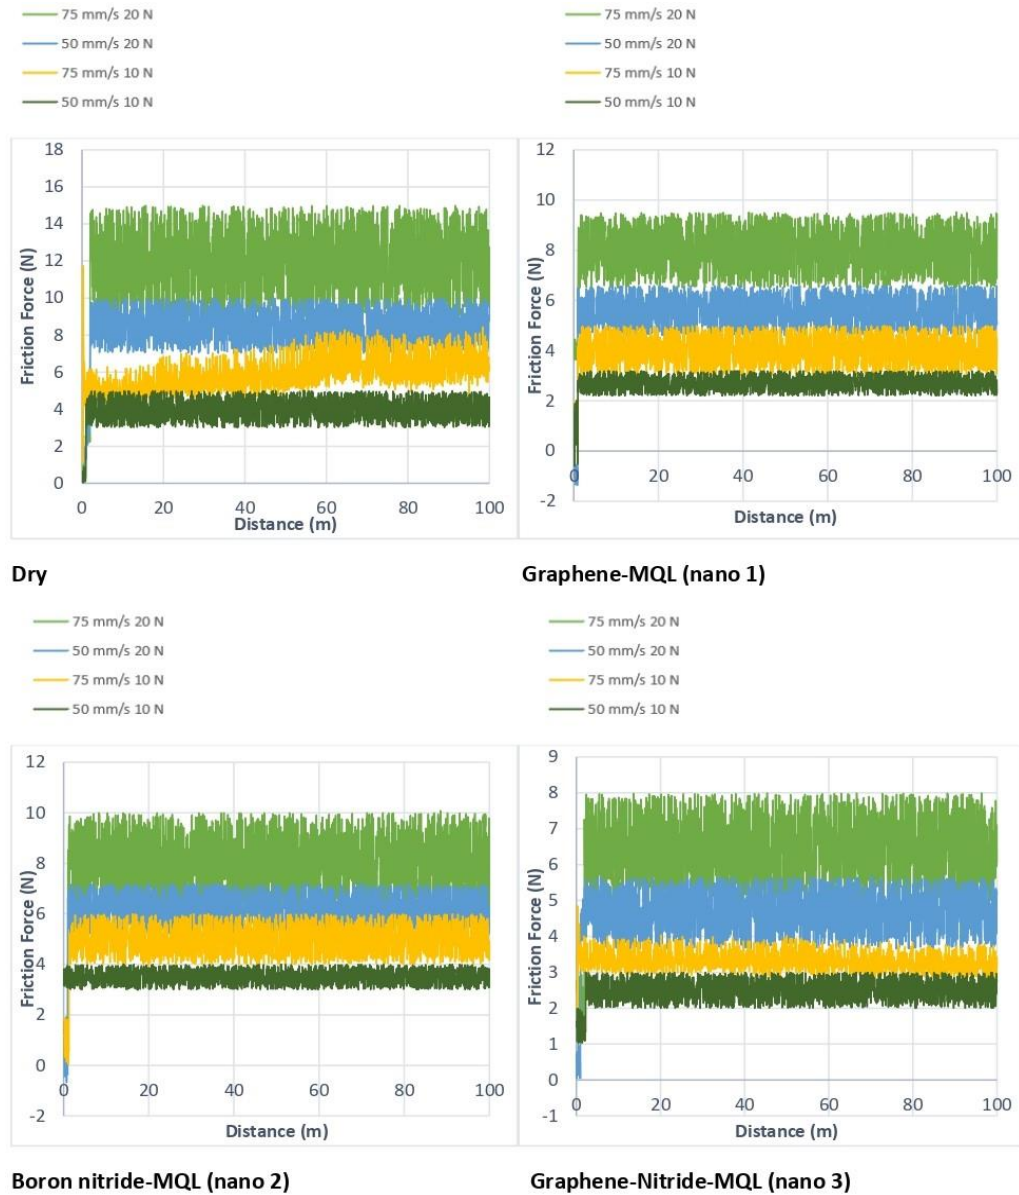 75 mm/s 20 N
50 mm/s 20 N
75 mm/s 10 N
50 mm/s 10 N
18
16
14
12
10
8
6
4
2
0
Friction Force (N)
0 20 40 60 80 100
Distance (m)
Dry
75 mm/s 20 N
50 mm/s 20 N
75 mm/s 10 N
50 mm/s 10 N
12
10
8
6
4
2
0
-2
Friction Force (N)
0 20 40 60 80 100
Distance (m)
Graphene-MQL (nano 1)
75 mm/s 20 N
50 mm/s 20 N
75 mm/s 10 N
50 mm/s 10 N
12
10
8
6
4
2
0
-2
Friction Force (N)
0 20 40 60 80 100
Distance (m)
Boron nitride-MQL (nano 2)
75 mm/s 20 N
50 mm/s 20 N
75 mm/s 10 N
50 mm/s 10 N
9
8
7
6
5
4
3
2
1
0
-1
Friction Force (N)
0 20 40 60 80 100
Distance (m)
Graphene-Nitride-MQL (nano 3)